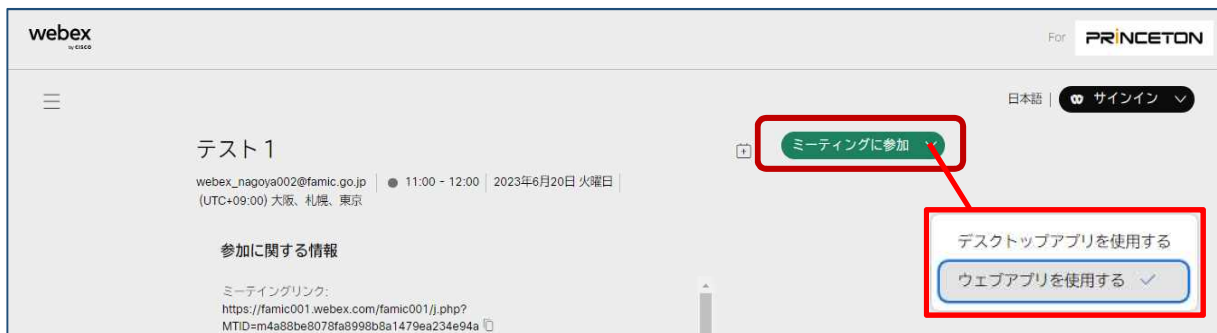 webex
by CISCO
For PRINCETON
日本語 | サインイン
テスト1
ミーティングに参加
webex_nagoya002@famic.go.jp | ● 11:00 - 12:00 | 2023年6月20日 火曜日 |
(UTC+09:00) 大阪、札幌、東京
デスクトップアプリを使用する
ウェブアプリを使用する ✓
参加に関する情報
ミーティングリンク:
https://famic001.webex.com/famic001/j.php?
MTID=m4a88be8078fa8998b8a1479ea234e94a